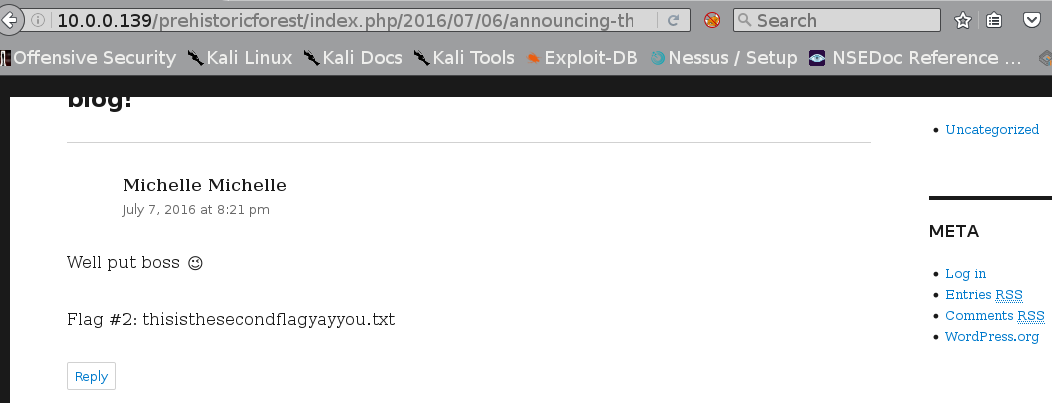 10.0.0.139/prehistoricforest/index.php/2016/07/06/announcing-th
Search
Offensive Security Kali Linux Kali Docs Kali Tools Exploit-DB Nessus / Setup NSEDoc Reference ...
blog!
Uncategorized
Michelle Michelle
July 7, 2016 at 8:21 pm
META
Well put boss 😉
Log in
Entries RSS
Comments RSS
WordPress.org
Flag #2: thisisthesecondflagyayyou.txt
Reply